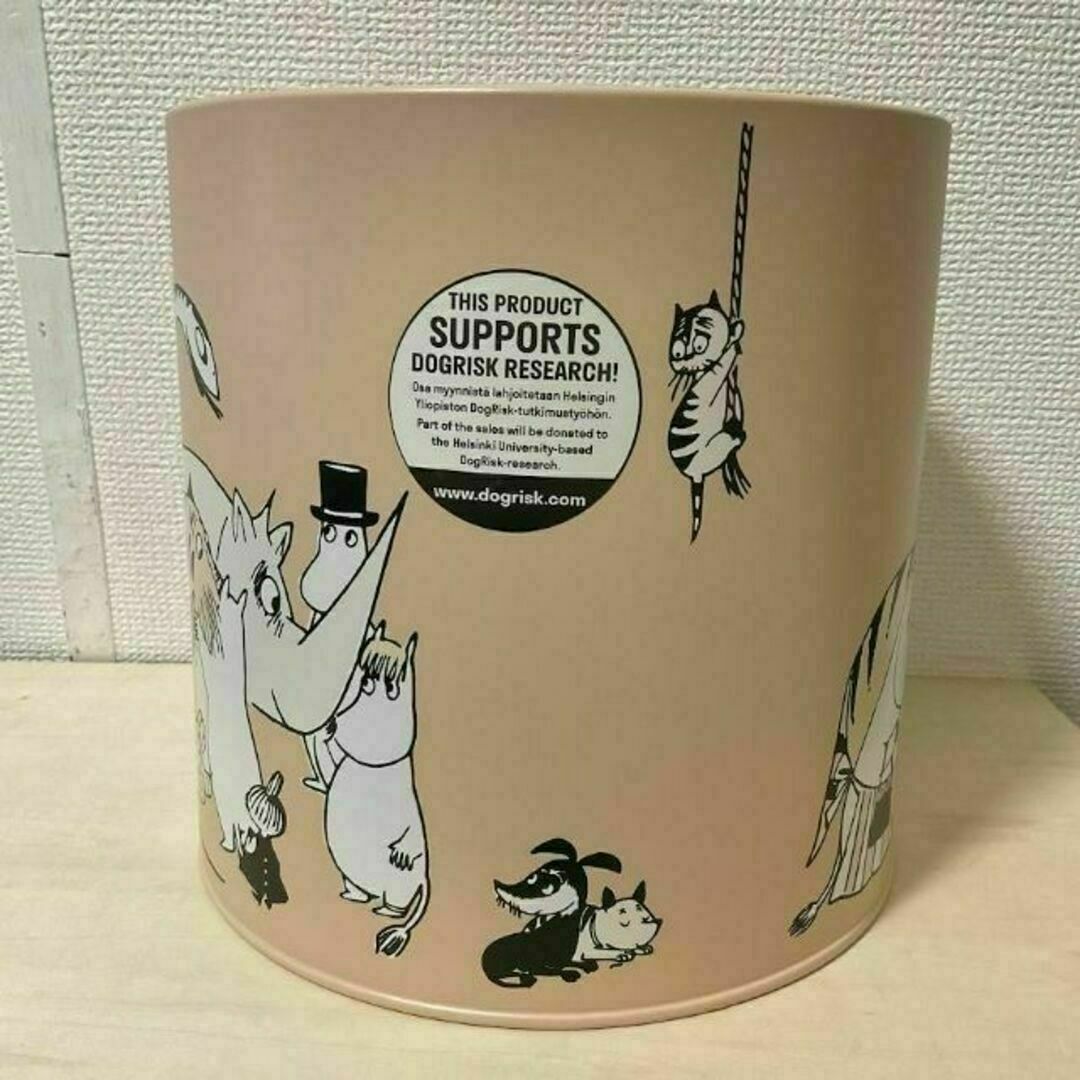 THIS PRODUCT
SUPPORTS
DOGRISK RESEARCH!
Osa myynnistä lahjoitetaan Helsingin
Yliopiston DogRisk-tutkimustyöhön.
Part of the sales will be donated to
the Helsinki University-based
DogRisk-research.
www.dogrisk.com